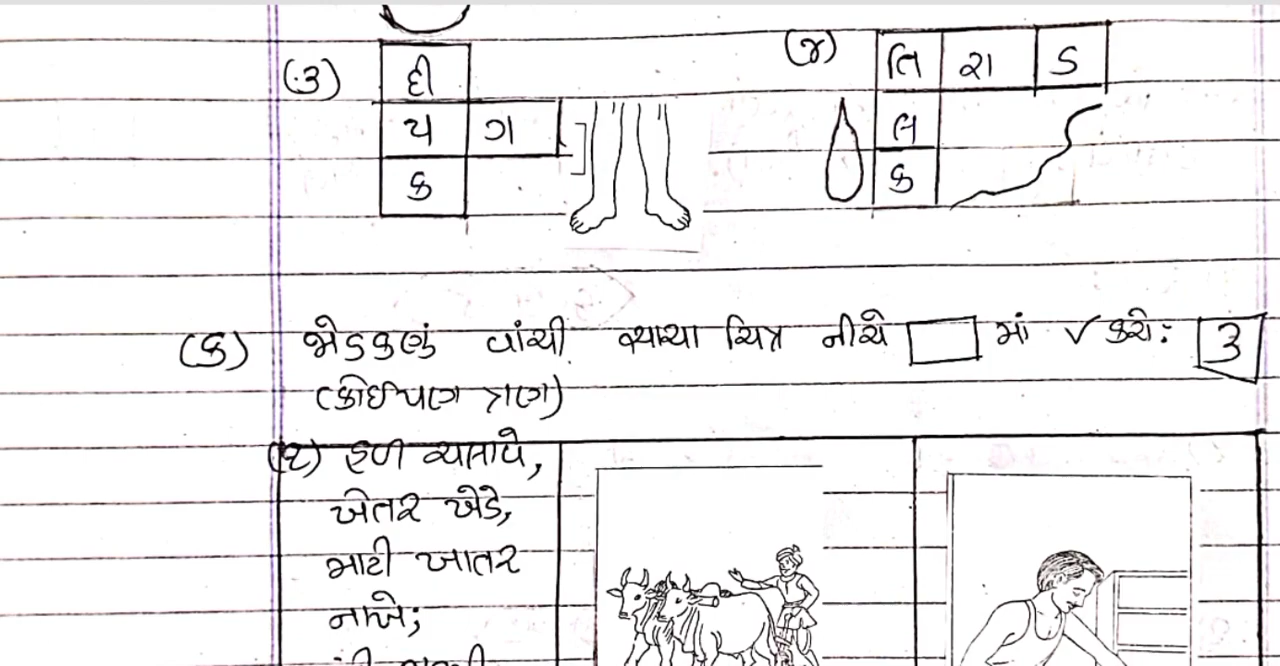 (૩) દી
પ ગ
ક
(૪) તિ રા ડ
લ
ક
(ક) જોડકણું વાંચી સાચા ચિત્ર નીચે માં ✓ કરો: 3
(કોઈપણ ત્રણ)
(૧) હળ ચલાવે,
ખેતર ખેડે,
માટી ખાતર
નાખે;